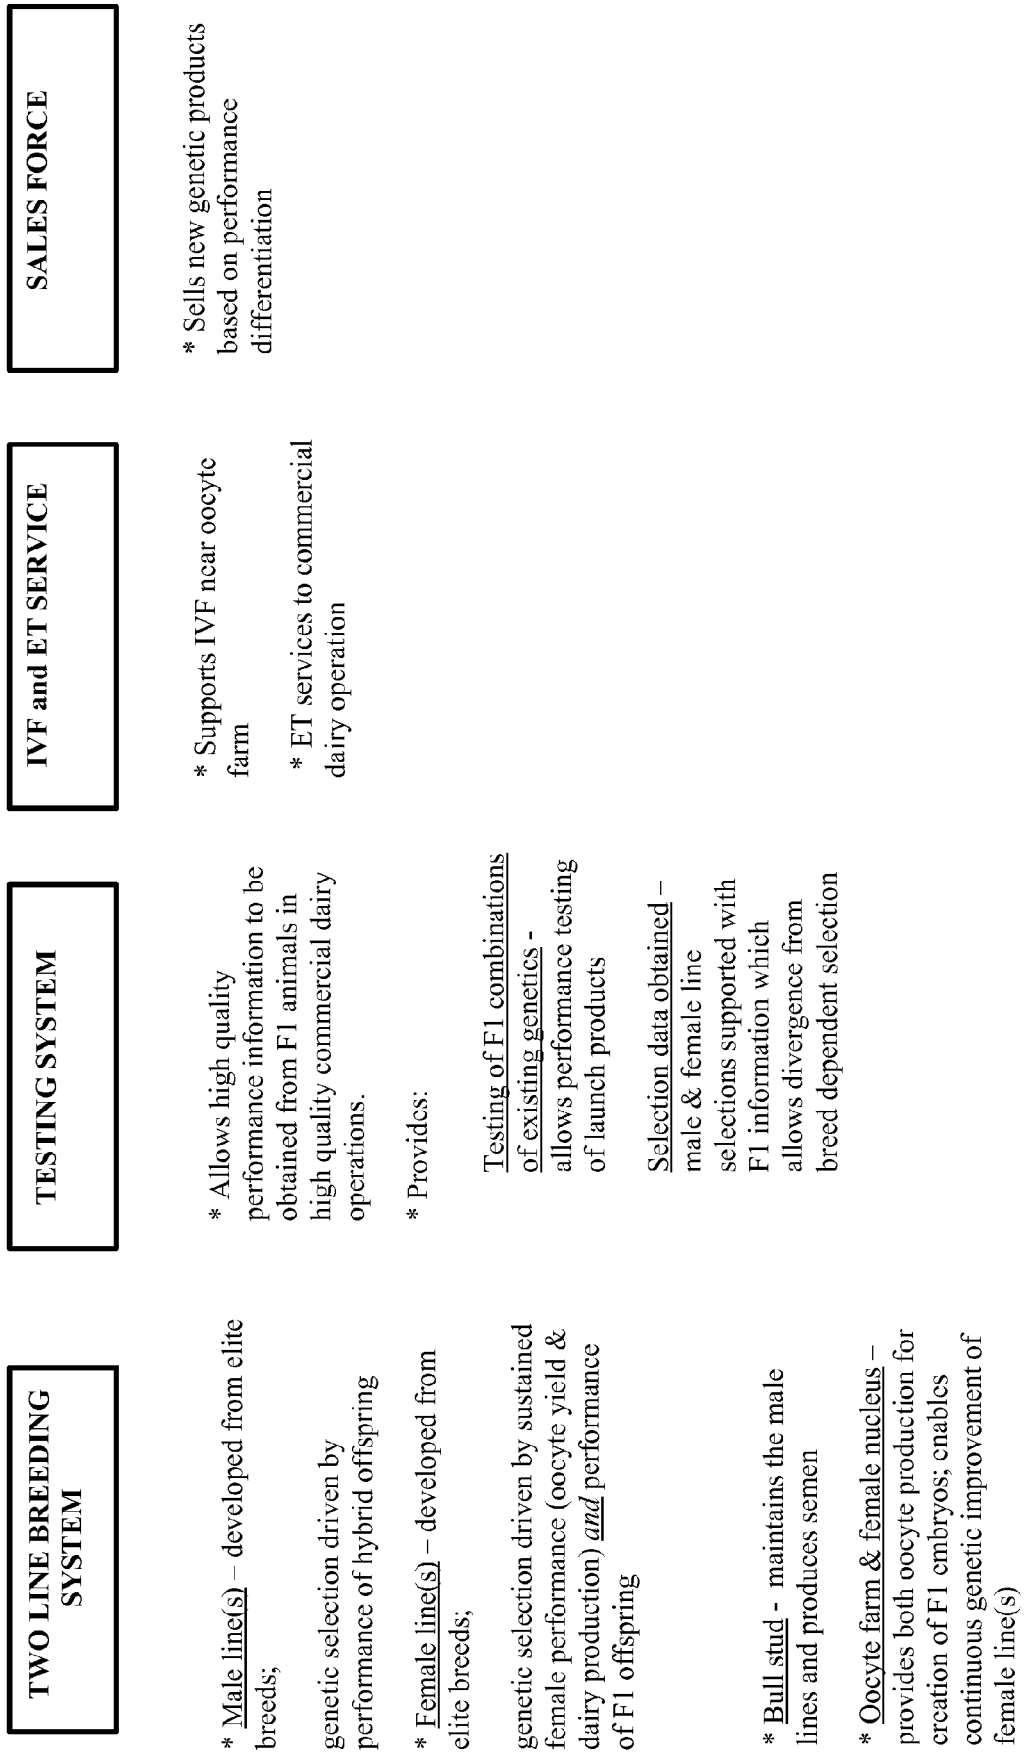 TWO LINE BREEDING
SYSTEM
* Male line(s) – developed from elite
breeds;
genetic selection driven by
performance of hybrid offspring
* Female line(s) – developed from
elite breeds;
genetic selection driven by sustained
female performance (oocyte yield &
dairy production) and performance
of F1 offspring
* Bull stud - maintains the male
lines and produces semen
* Oocyte farm & female nucleus –
provides both oocyte production for
creation of F1 embryos; enables
continuous genetic improvement of
female line(s)
TESTING SYSTEM
* Allows high quality
performance information to be
obtained from F1 animals in
high quality commercial dairy
operations.
* Provides:
Testing of F1 combinations
of existing genetics -
allows performance testing
of launch products
Selection data obtained –
male & female line
selections supported with
F1 information which
allows divergence from
breed dependent selection
IVF and ET SERVICE
* Supports IVF near oocyte
farm
* ET services to commercial
dairy operation
SALES FORCE
* Sells new genetic products
based on performance
differentiation